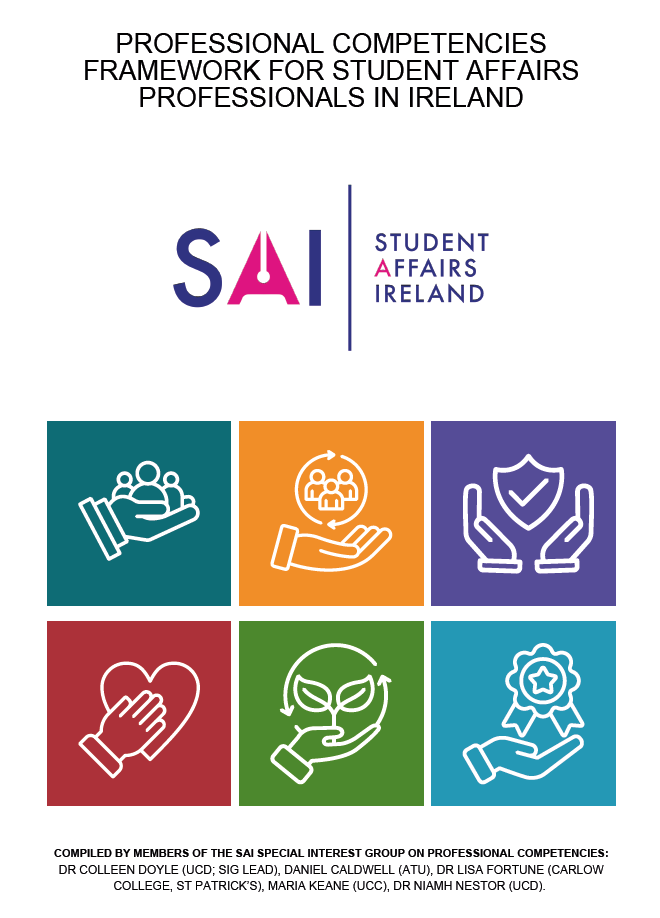 PROFESSIONAL COMPETENCIES
FRAMEWORK FOR STUDENT AFFAIRS
PROFESSIONALS IN IRELAND
SAI
STUDENT
AFFAIRS
IRELAND
COMPILED BY MEMBERS OF THE SAI SPECIAL INTEREST GROUP ON PROFESSIONAL COMPETENCIES:
DR COLLEEN DOYLE (UCD; SIG LEAD), DANIEL CALDWELL (ATU), DR LISA FORTUNE (CARLOW
COLLEGE, ST PATRICK'S), MARIA KEANE (UCC), DR NIAMH NESTOR (UCD).